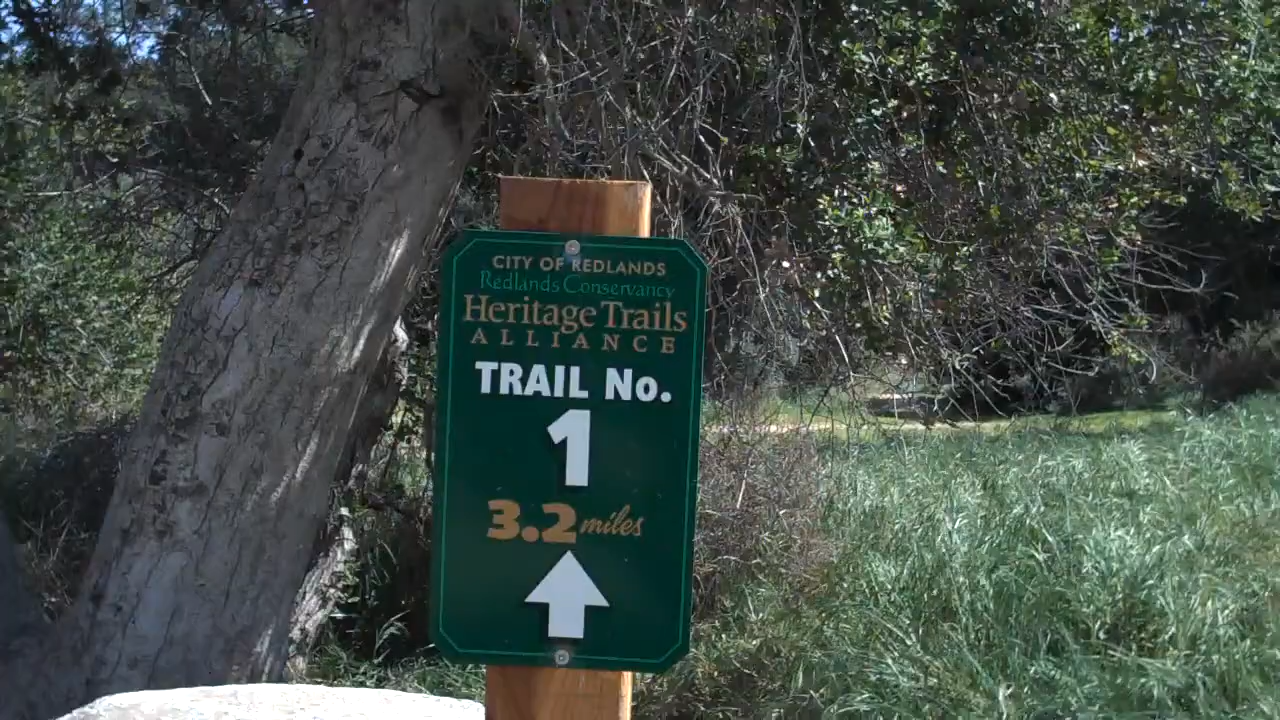 CITY OF REDLANDS
Redlands Conservancy
Heritage Trails
ALLIANCE
TRAIL No.
1
3.2 miles